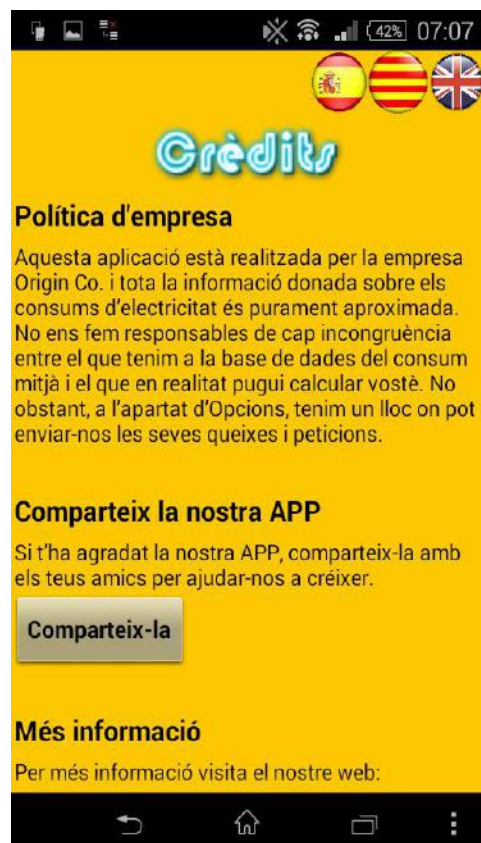 42% 07:07
Crèdits
Política d'empresa
Aquesta aplicació està realitzada per la empresa
Origin Co. i tota la informació donada sobre els
consums d'electricitat és purament aproximada.
No ens fem responsables de cap incongruència
entre el que tenim a la base de dades del consum
mitjà i el que en realitat pugui calcular vostè. No
obstant, a l'apartat d'Opcions, tenim un lloc on pot
enviar-nos les seves queixes i peticions.
Comparteix la nostra APP
Si t'ha agradat la nostra APP, comparteix-la amb
els teus amics per ajudar-nos a créixer.
Comparteix-la
Més informació
Per més informació visita el nostre web: